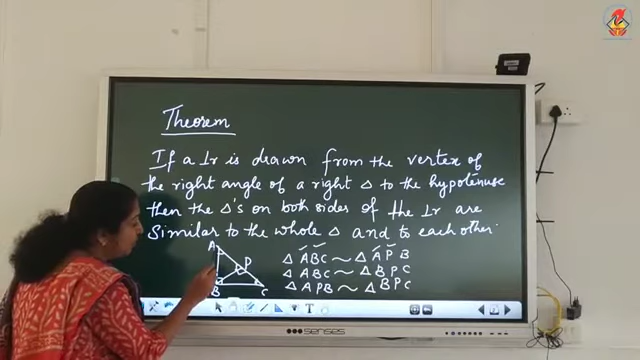 Theorem
If a ⊥r is drawn from the vertex of
the right angle of a right Δ to the hypotenuse
then the Δ's on both sides of the ⊥r are
Similar to the whole Δ and to each other.
A
P
B
C
Δ ABC ~ Δ APB
Δ ABC ~ Δ BPC
Δ APB ~ Δ BPC
senses